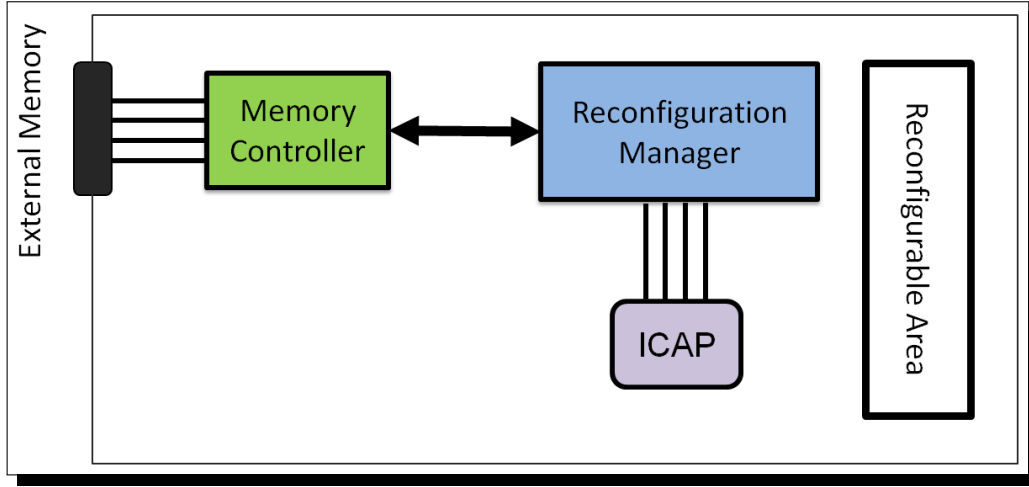 External Memory
Memory
Controller
Reconfiguration
Manager
ICAP
Reconfigurable Area